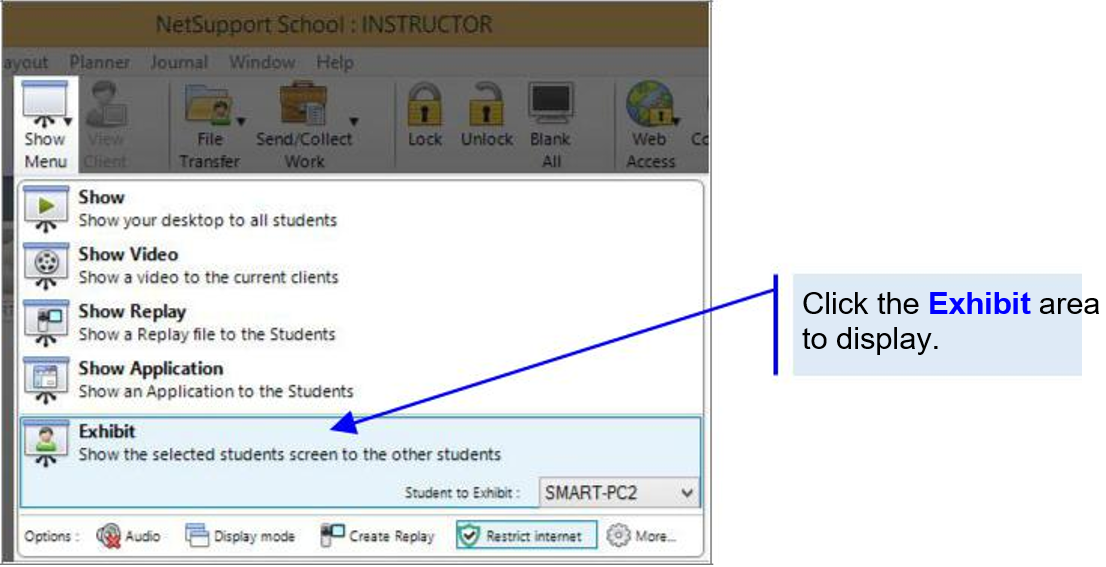 NetSupport School : INSTRUCTOR
ayout Planner Journal Window Help
Show Menu
View Client
File Transfer
Send/Collect Work
Lock
Unlock
Blank All
Web Access
Co
Show
Show your desktop to all students
Show Video
Show a video to the current clients
Show Replay
Show a Replay file to the Students
Show Application
Show an Application to the Students
Exhibit
Show the selected students screen to the other students
Student to Exhibit : SMART-PC2
Options : Audio Display mode Create Replay Restrict internet More...
Click the Exhibit area
to display.